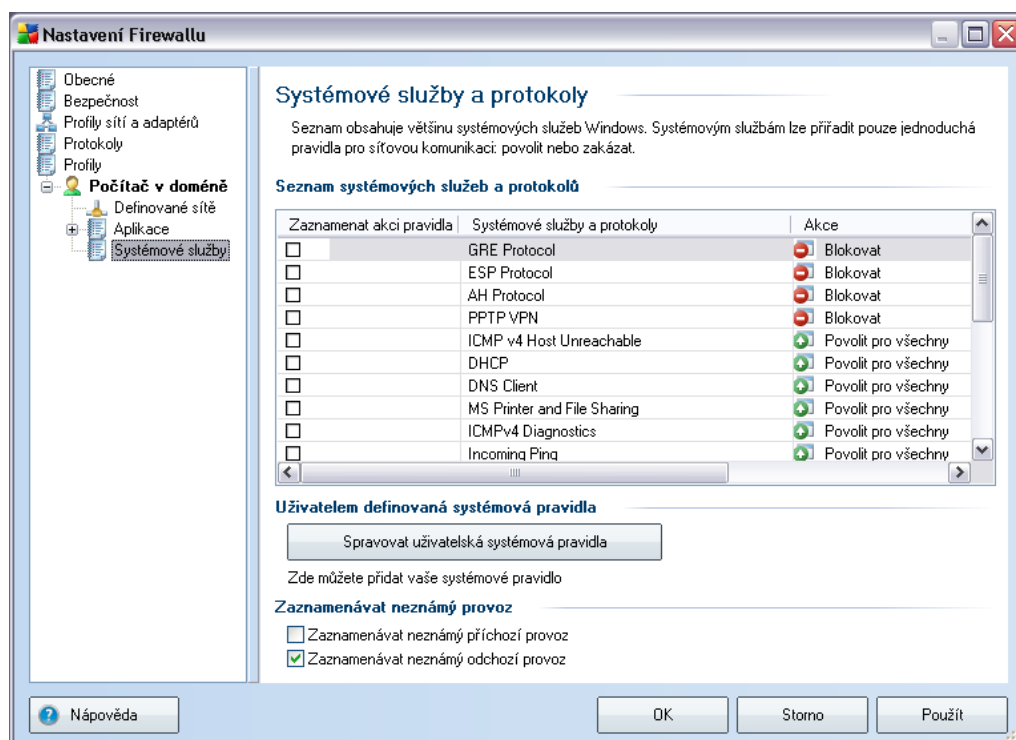 Nastavení Firewallu
Obecné
Bezpečnost
Profily sítí a adaptérů
Protokoly
Profily
Počítač v doméně
Definované sítě
Aplikace
Systémové služby
Systémové služby a protokoly
Seznam obsahuje většinu systémových služeb Windows. Systémovým službám lze přiřadit pouze jednoduchá
pravidla pro síťovou komunikaci: povolit nebo zakázat.
Seznam systémových služeb a protokolů
Zaznamenat akci pravidla Systémové služby a protokoly Akce
GRE Protocol Blokovat
ESP Protocol Blokovat
AH Protocol Blokovat
PPTP VPN Blokovat
ICMP v4 Host Unreachable Povolit pro všechny
DHCP Povolit pro všechny
DNS Client Povolit pro všechny
MS Printer and File Sharing Povolit pro všechny
ICMPv4 Diagnostics Povolit pro všechny
Incoming Ping Povolit pro všechny
Uživatelem definovaná systémová pravidla
Spravovat uživatelská systémová pravidla
Zde můžete přidat vaše systémové pravidlo
Zaznamenávat neznámý provoz
Zaznamenávat neznámý příchozí provoz
Zaznamenávat neznámý odchozí provoz
Nápověda OK Storno Použít